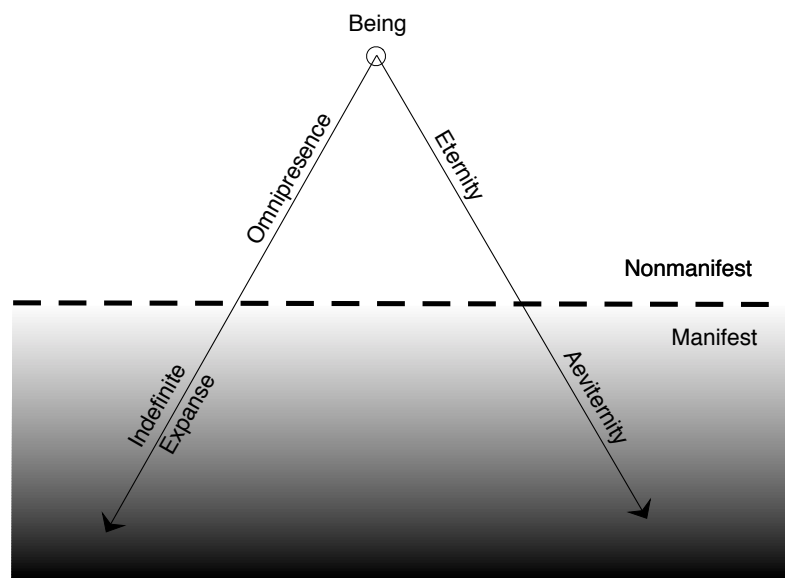 Being
Omnipresence
Eternity
Nonmanifest
Manifest
Indefinite
Expanse
Aeviternity